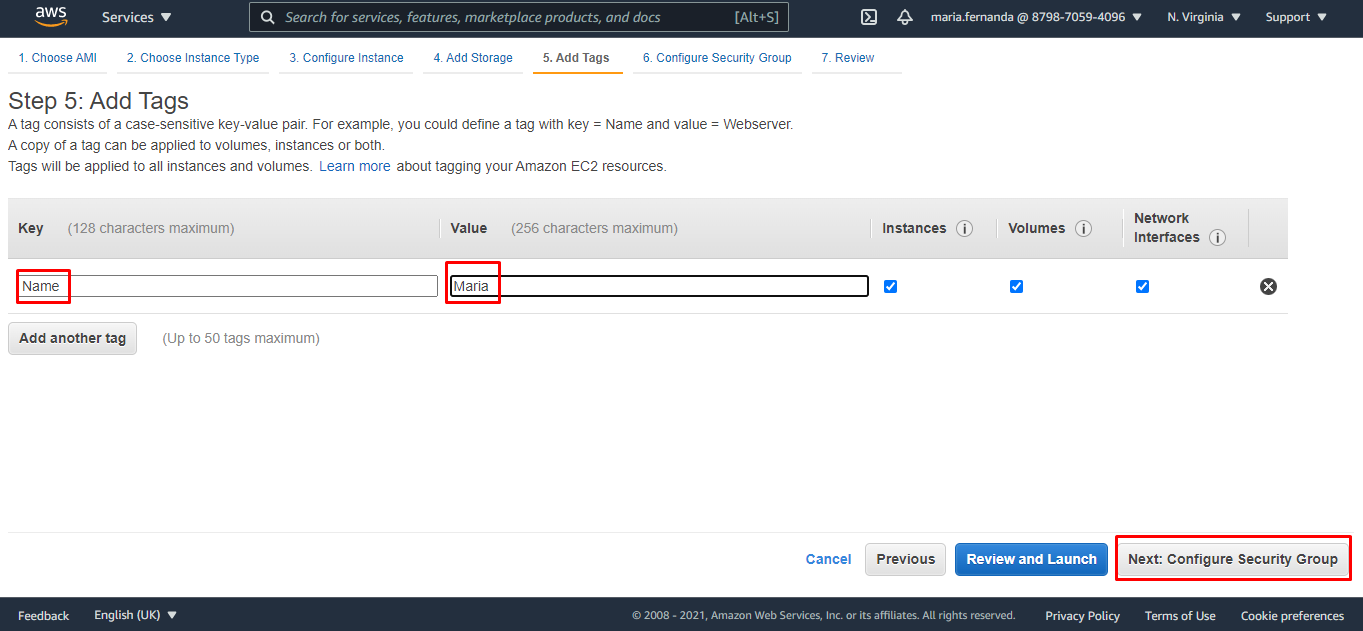 aws Services Search for services, features, marketplace products, and docs [Alt+S] maria.fernanda @ 8798-7059-4096 N. Virginia Support
1. Choose AMI 2. Choose Instance Type 3. Configure Instance 4. Add Storage 5. Add Tags 6. Configure Security Group 7. Review
Step 5: Add Tags
A tag consists of a case-sensitive key-value pair. For example, you could define a tag with key = Name and value = Webserver.
A copy of a tag can be applied to volumes, instances or both.
Tags will be applied to all instances and volumes. Learn more about tagging your Amazon EC2 resources.
Key (128 characters maximum) Value (256 characters maximum) Instances i Volumes i Network
Interfaces i
Name Maria
Add another tag (Up to 50 tags maximum)
Cancel Previous Review and Launch Next: Configure Security Group
Feedback English (UK) © 2008 - 2021, Amazon Web Services, Inc. or its affiliates. All rights reserved. Privacy Policy Terms of Use Cookie preferences